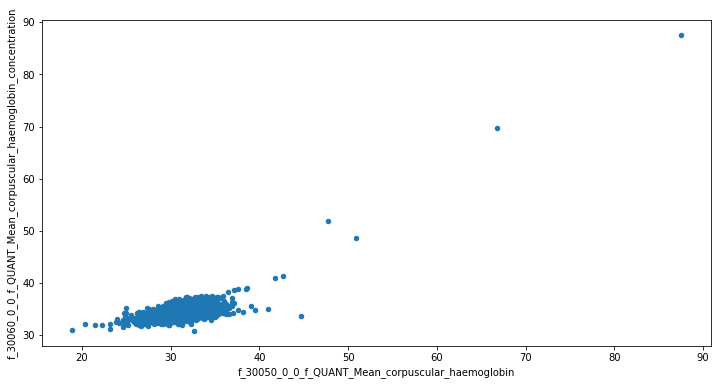 f_30060_0_0_f_QUANT_Mean_corpuscular_haemoglobin_concentration
90
80
70
60
50
40
30
20 30 40 50 60 70 80 90
f_30050_0_0_f_QUANT_Mean_corpuscular_haemoglobin